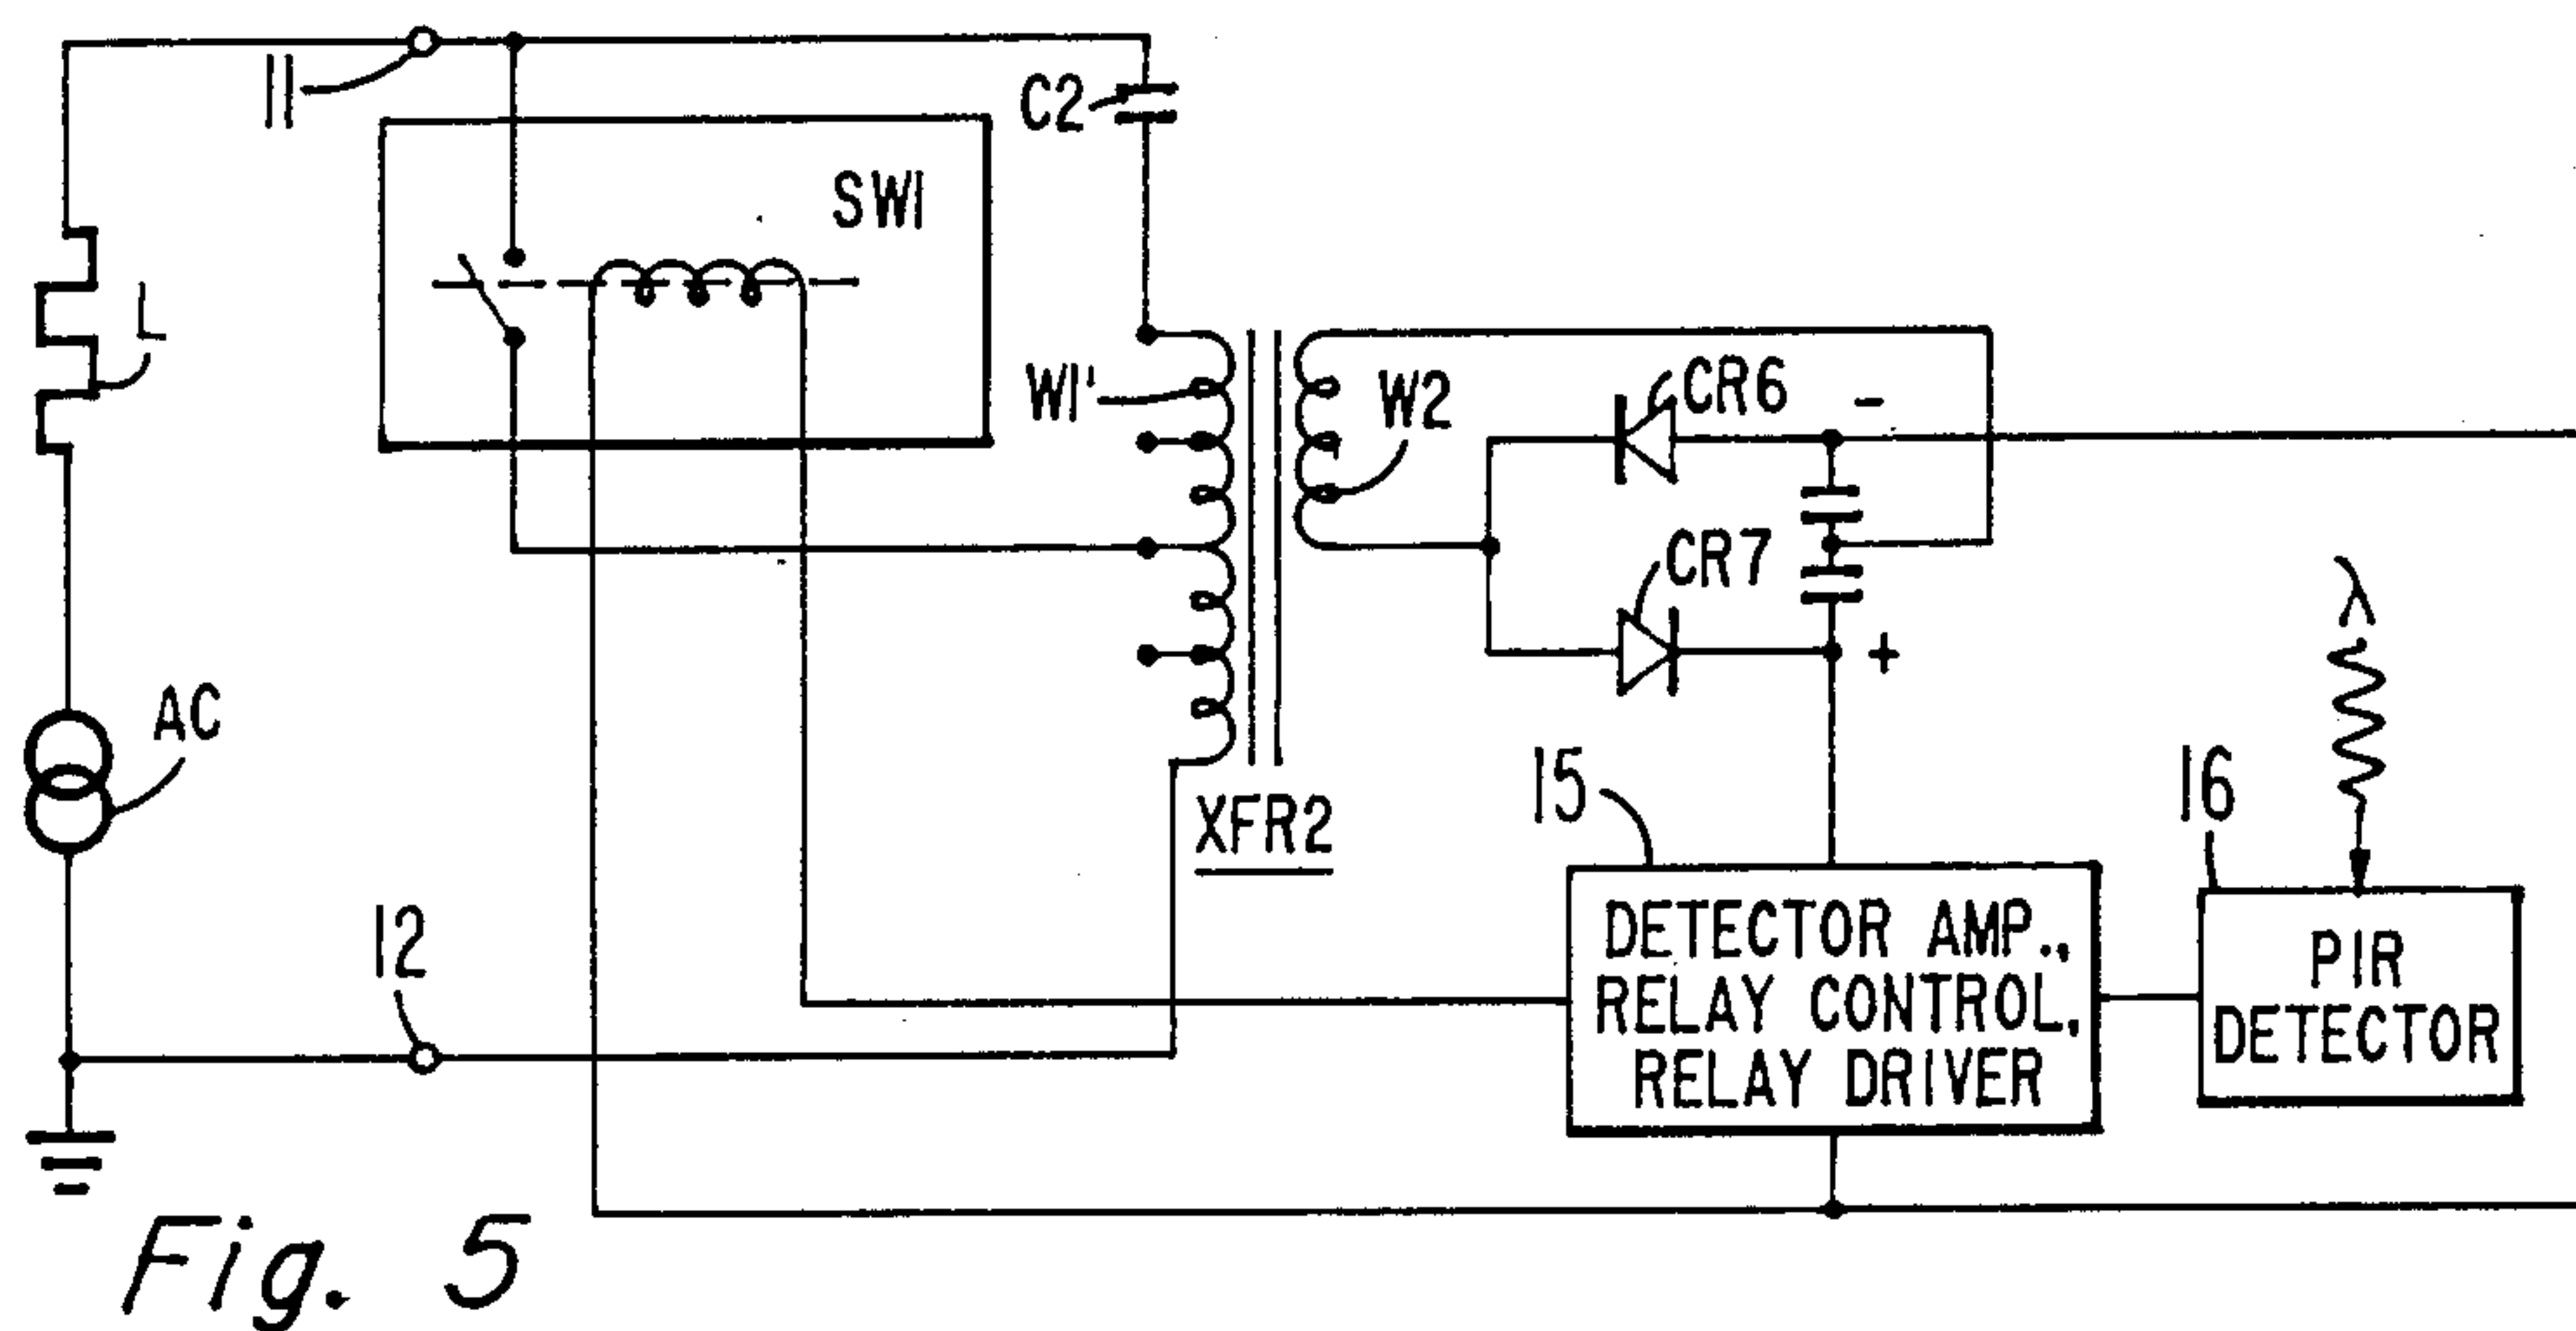 11
C2
SW1
L
W1'
W2
CR6
-
CR7
+
λ
AC
XFR2
15
16
12
DETECTOR AMP.,
RELAY CONTROL,
RELAY DRIVER
PIR
DETECTOR
Fig. 5